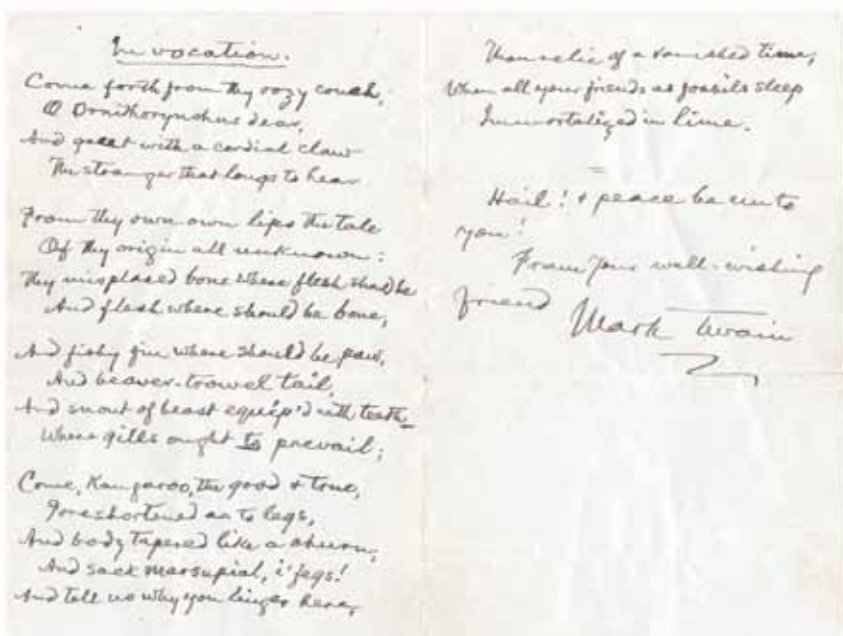 Invocation.
Come forth from thy oozy couch,
O Ornithorynchus dear,
And greet with a cordial claw
The stranger that longs to hear
From thy own own lips the tale
Of thy origin all unknown:
Thy misplaced bone where flesh should be
And flesh where should be bone;
And fishy fin where should be paw,
And beaver-trowel tail,
And snout of beast equip'd with teeth
Where gills ought to prevail;
Come, Kangaroo, the good & true,
Foreshortened as to legs,
And body tapered like a churn,
And sack marsupial, i' fegs!
And tell us why you linger here,
Thou relic of a vanished time,
When all your friends as fossils sleep
Immortalized in lime.
Hail! & peace be unto
you!
From your well-wishing
friend
Mark Twain